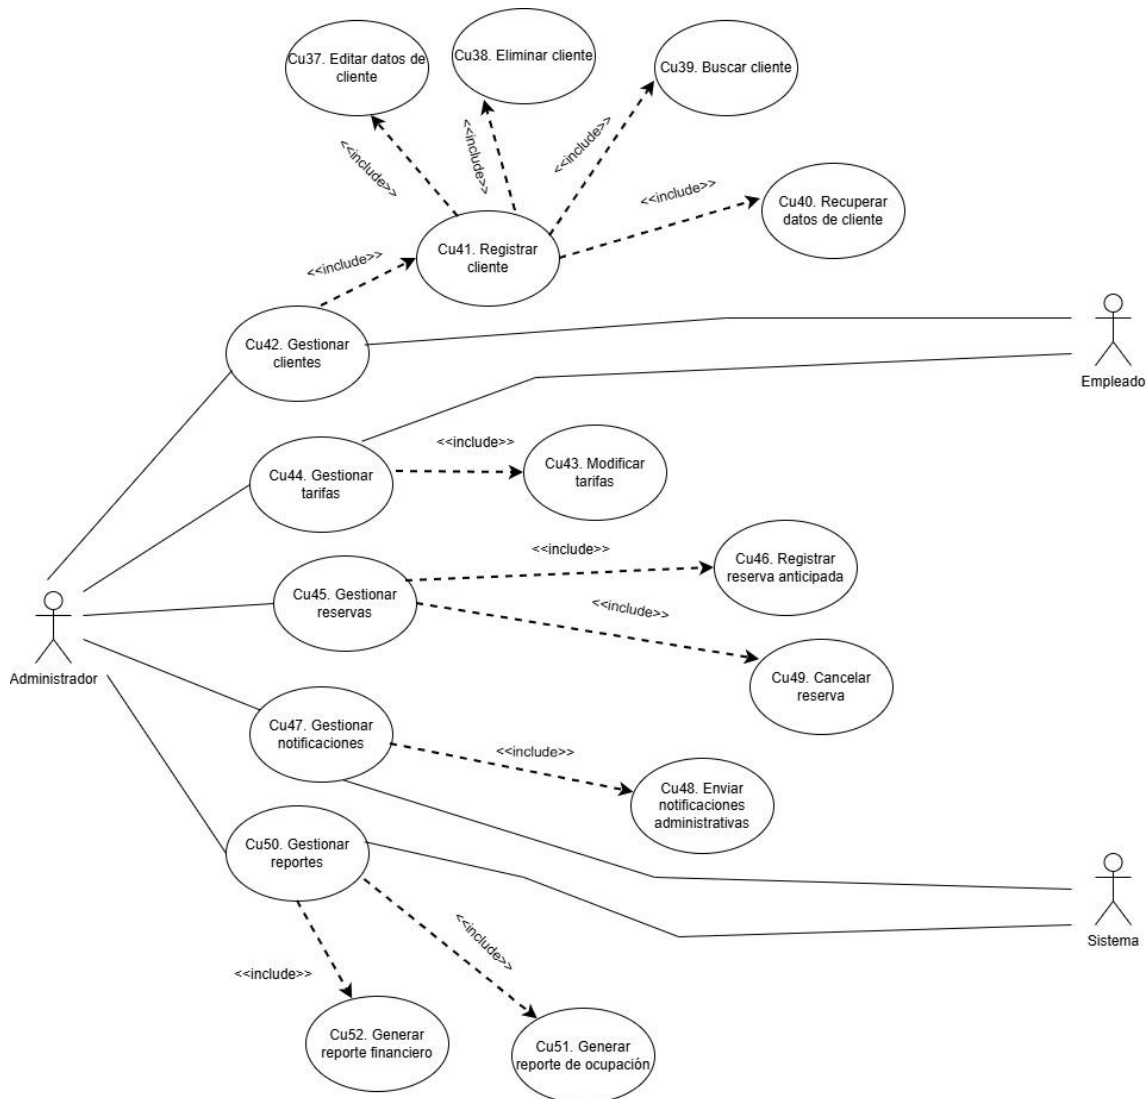 Cu37. Editar datos de
cliente
Cu38. Eliminar cliente
Cu39. Buscar cliente
<<include>>
<<include>>
<<include>>
<<include>>
Cu40. Recuperar
datos de cliente
Cu41. Registrar
cliente
<<include>>
Cu42. Gestionar
clientes
Empleado
<<include>>
Cu44. Gestionar
tarifas
Cu43. Modificar
tarifas
<<include>>
Cu46. Registrar
reserva anticipada
Cu45. Gestionar
reservas
<<include>>
Administrador
Cu49. Cancelar
reserva
Cu47. Gestionar
notificaciones
<<include>>
Cu48. Enviar
notificaciones
administrativas
Cu50. Gestionar
reportes
Sistema
<<include>>
<<include>>
Cu52. Generar
reporte financiero
Cu51. Generar
reporte de ocupación